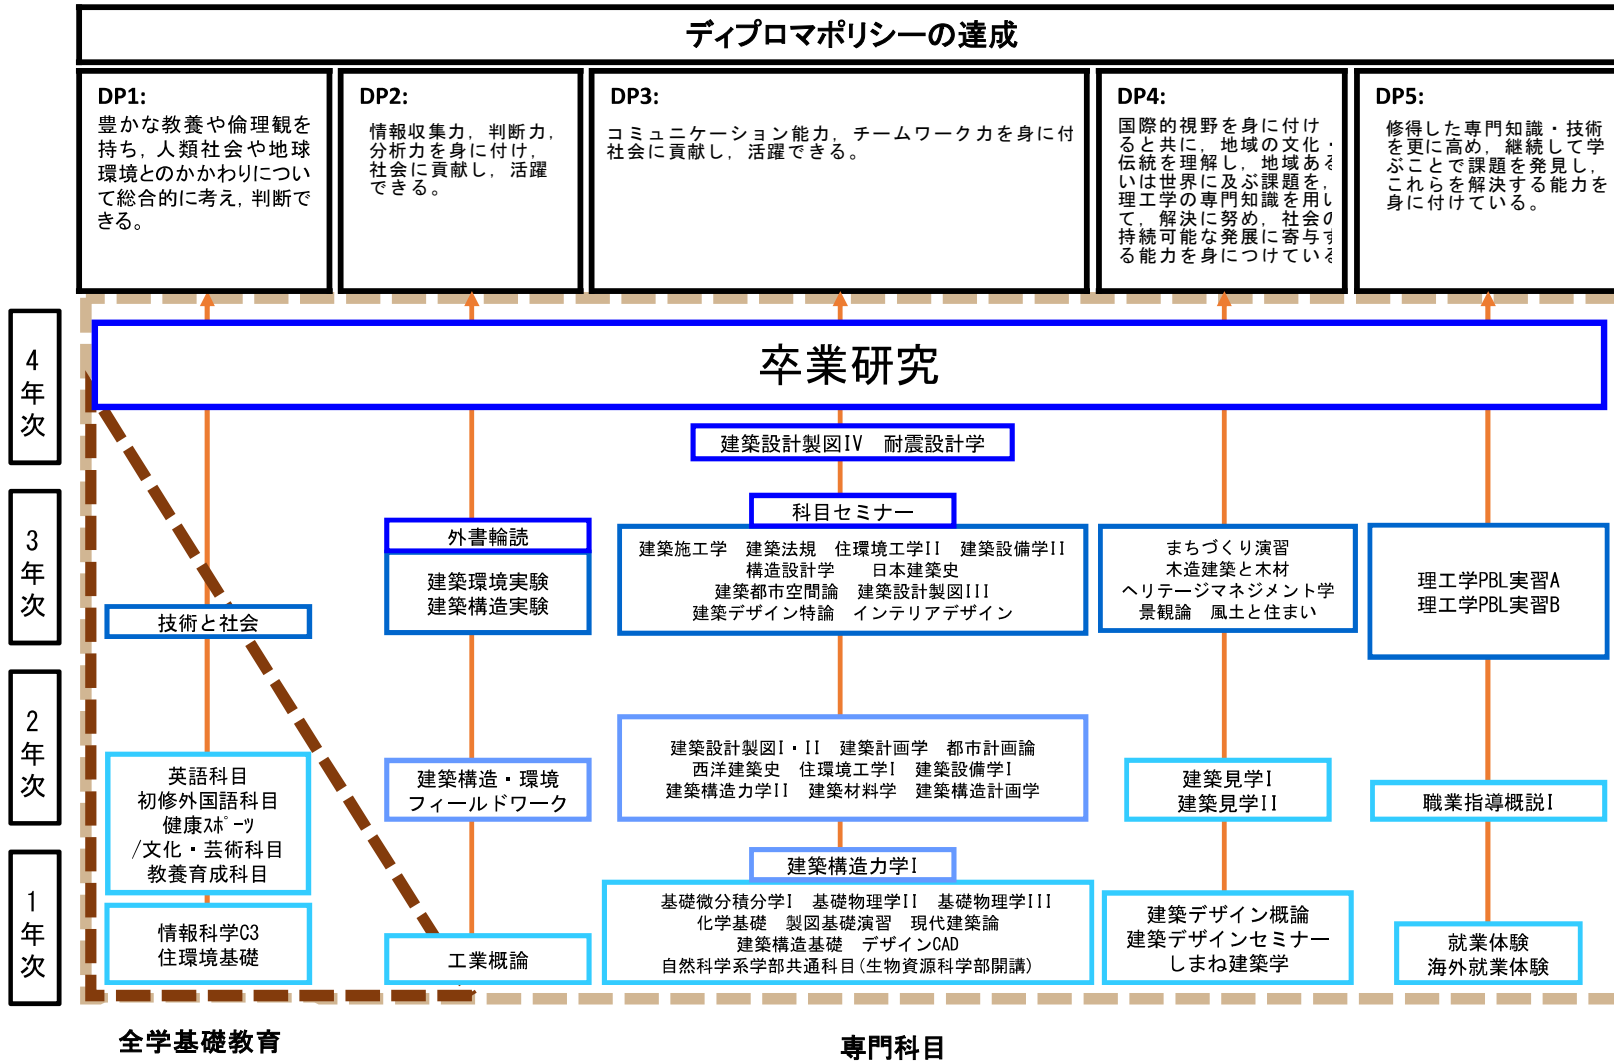 ディプロマポリシーの達成
DP1:
豊かな教養や倫理観を
持ち，人類社会や地球
環境とのかかわりについ
て総合的に考え，判断で
きる。
DP2:
情報収集力，判断力，
分析力を身に付け，
社会に貢献し，活躍
できる。
DP3:
コミュニケーション能力，チームワーク力を身に付
社会に貢献し，活躍できる。
DP4:
国際的視野を身に付け
ると共に，地域の文化・
伝統を理解し，地域ある
いは世界に及ぶ課題を，
理工学の専門知識を用い
て，解決に努め，社会の
持続可能な発展に寄与す
る能力を身につけている
DP5:
修得した専門知識・技術
を更に高め，継続して学
ぶことで課題を発見し，
これらを解決する能力を
身に付けている。
4年次
卒業研究
建築設計製図IV　耐震設計学
3年次
技術と社会
外書輪読
建築環境実験
建築構造実験
科目セミナー
建築施工学　建築法規　住環境工学II　建築設備学II
構造設計学　　日本建築史
建築都市空間論　建築設計製図III
建築デザイン特論　インテリアデザイン
まちづくり演習
木造建築と木材
ヘリテージマネジメント学
景観論　風土と住まい
理工学PBL実習A
理工学PBL実習B
2年次
英語科目
初修外国語科目
健康ｽﾎﾟｰﾂ
/文化・芸術科目
教養育成科目
建築構造・環境
フィールドワーク
建築設計製図I・II　建築計画学　都市計画論
西洋建築史　住環境工学I　建築設備学I
建築構造力学II　建築材料学　建築構造計画学
建築見学I
建築見学II
職業指導概説I
1年次
情報科学C3
住環境基礎
工業概論
建築構造力学I
基礎微分積分学I　基礎物理学II　基礎物理学III
化学基礎　製図基礎演習　現代建築論
建築構造基礎　デザインCAD
自然科学系学部共通科目(生物資源科学部開講)
建築デザイン概論
建築デザインセミナー
しまね建築学
就業体験
海外就業体験
全学基礎教育
専門科目